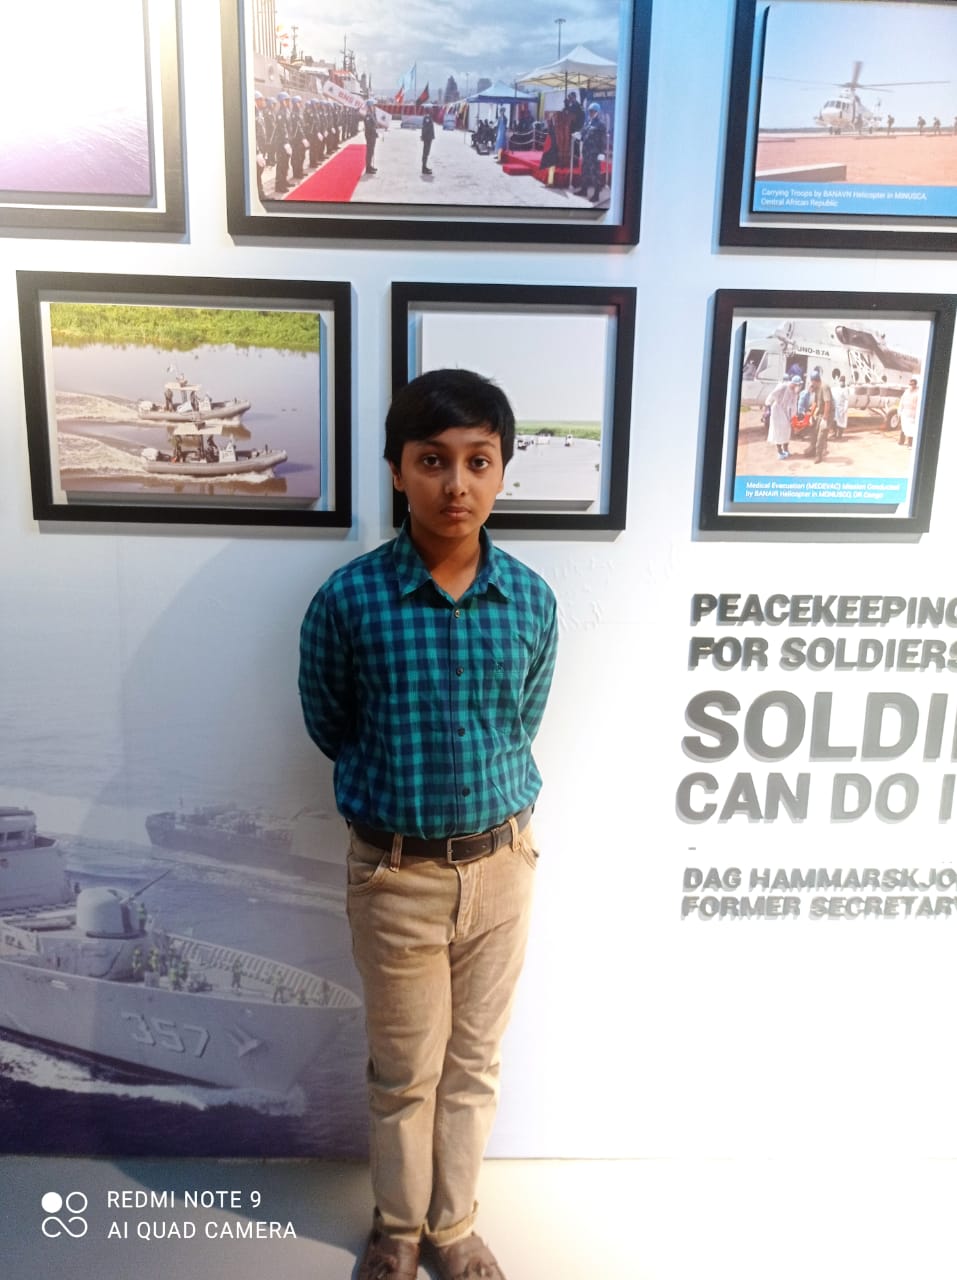 Carrying Troops by BANAVN Helicopter in MINUSCA,
Central African Republic
UNO-874
Medical Evacuation (MEDEVAC) Mission Conducted
by BANAIR Helicopter in MONUSCO, DR Congo
PEACEKEEPING
FOR SOLDIERS
SOLDI
CAN DO I
-
DAG HAMMARSKJO
FORMER SECRETARY
357
REDMI NOTE 9
AI QUAD CAMERA